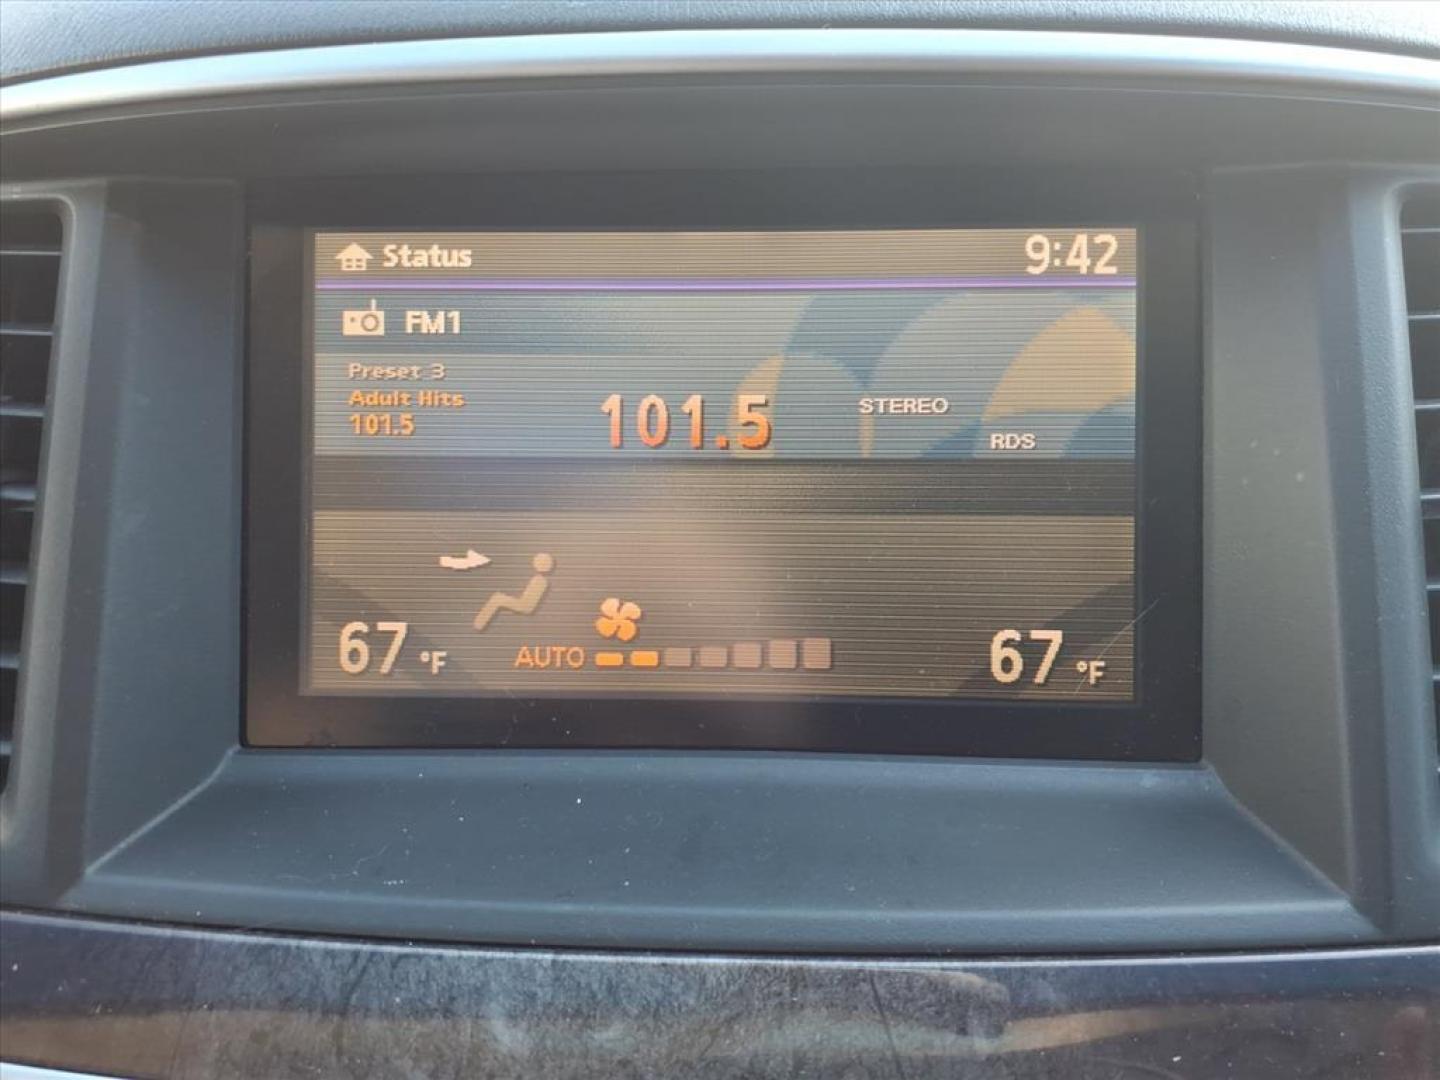 Status 9:42
FM1
Preset 3
Adult Hits
101.5
101.5
STEREO
RDS
67 °F
AUTO
67 °F